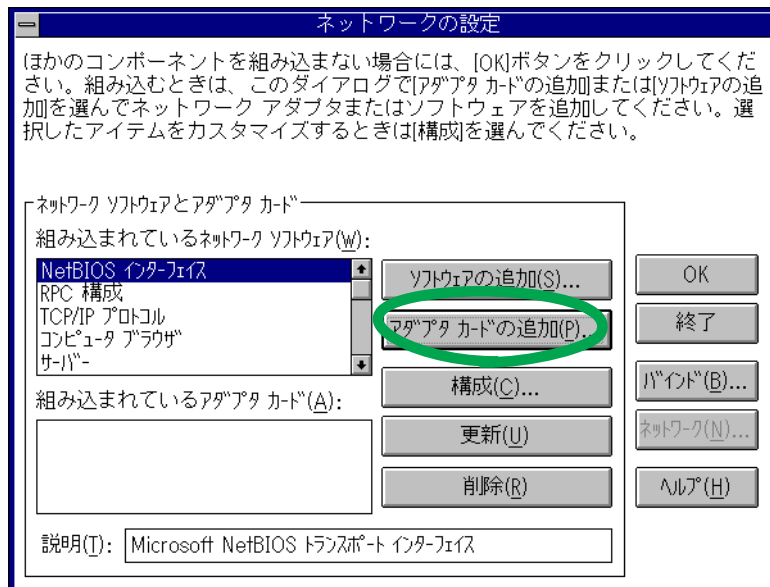 ネットワークの設定
ほかのコンポーネントを組み込まない場合には、[OK]ボタンをクリックしてくだ
さい。組み込むときは、このダイアログで[ｱﾀﾞﾌﾟﾀ ｶｰﾄﾞの追加]または[ｿﾌﾄｳｪｱの追
加]を選んでネットワーク アダプタまたはソフトウェアを追加してください。選
択したアイテムをカスタマイズするときは[構成]を選んでください。
ﾈｯﾄﾜｰｸ ｿﾌﾄｳｪｱとｱﾀﾞﾌﾟﾀ ｶｰﾄﾞ
組み込まれているﾈｯﾄﾜｰｸ ｿﾌﾄｳｪｱ(W):
NetBIOS ｲﾝﾀｰﾌｪｲｽ
RPC 構成
TCP/IP ﾌﾟﾛﾄｺﾙ
ｺﾝﾋﾟｭｰﾀ ﾌﾞﾗｳｻﾞ
ｻｰﾊﾞｰ
ｿﾌﾄｳｪｱの追加(S)...
ｱﾀﾞﾌﾟﾀ ｶｰﾄﾞの追加(P)...
構成(C)...
更新(U)
削除(R)
OK
終了
ﾊﾞｲﾝﾄﾞ(B)...
ﾈｯﾄﾜｰｸ(N)...
ﾍﾙﾌﾟ(H)
組み込まれているｱﾀﾞﾌﾟﾀ ｶｰﾄﾞ(A):
説明(T): Microsoft NetBIOS ﾄﾗﾝｽﾎﾟｰﾄ ｲﾝﾀｰﾌｪｲｽ